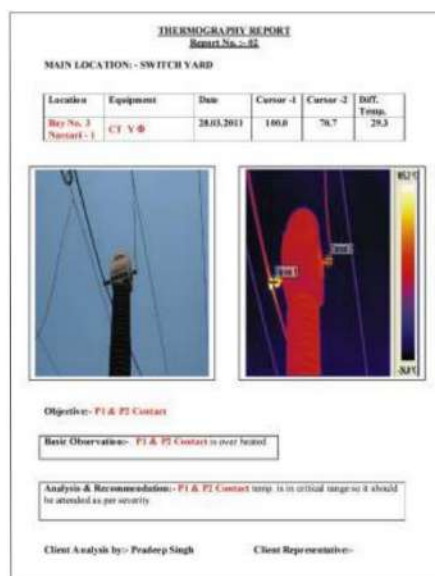 THERMOGRAPHY REPORT
Report No. :- 02
MAIN LOCATION: - SWITCH YARD
Location Equipment Date Cursor -1 Cursor -2 Diff. Temp.
Bay No. 3 Navsari - 1 CT Y Φ 28.03.2011 100.0 70.7 29.3
Objective:- P1 & P2 Contact
Basic Observation:- P1 & P2 Contact is over heated
Analysis & Recommendation:- P1 & P2 Contact temp. is in critical range so it should
be attended as per severity
Client Analysis by:- Pradeep Singh Client Representative:-